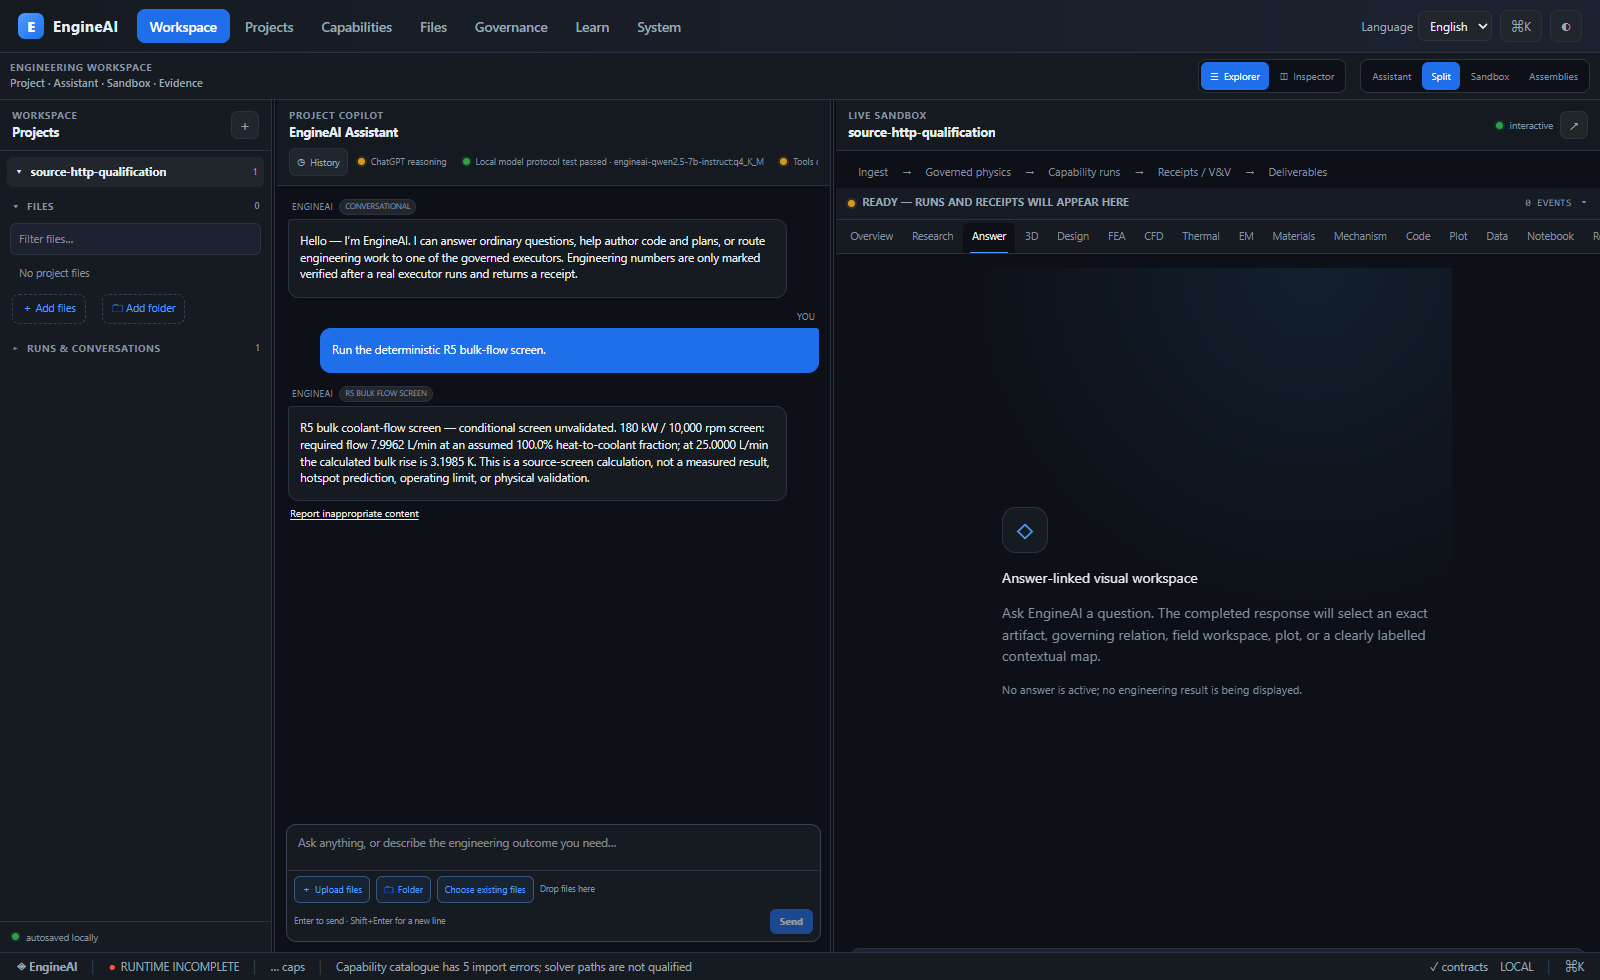 E EngineAI Workspace Projects Capabilities Files Governance Learn System Language English ⌘K
ENGINEERING WORKSPACE
Project · Assistant · Sandbox · Evidence
Explorer Inspector Assistant Split Sandbox Assemblies
WORKSPACE
Projects
+
source-http-qualification 1
FILES 0
Filter files...
No project files
+ Add files Add folder
RUNS & CONVERSATIONS 1
autosaved locally
PROJECT COPILOT
EngineAI Assistant
History ChatGPT reasoning Local model protocol test passed · engineai-qwen2.5-7b-instruct:q4_K_M Tools
ENGINEAI CONVERSATIONAL
Hello — I'm EngineAI. I can answer ordinary questions, help author code and plans, or route
engineering work to one of the governed executors. Engineering numbers are only marked
verified after a real executor runs and returns a receipt.
YOU
Run the deterministic R5 bulk-flow screen.
ENGINEAI R5 BULK FLOW SCREEN
R5 bulk coolant-flow screen — conditional screen unvalidated. 180 kW / 10,000 rpm screen:
required flow 7.9962 L/min at an assumed 100.0% heat-to-coolant fraction; at 25.0000 L/min
the calculated bulk rise is 3.1985 K. This is a source-screen calculation, not a measured result,
hotspot prediction, operating limit, or physical validation.
Report inappropriate content
Ask anything, or describe the engineering outcome you need...
+ Upload files Folder Choose existing files Drop files here
Enter to send · Shift+Enter for a new line
Send
LIVE SANDBOX
source-http-qualification
interactive ↗
Ingest → Governed physics → Capability runs → Receipts / V&V → Deliverables
READY — RUNS AND RECEIPTS WILL APPEAR HERE 0 EVENTS
Overview Research Answer 3D Design FEA CFD Thermal EM Materials Mechanism Code Plot Data Notebook
Answer-linked visual workspace
Ask EngineAI a question. The completed response will select an exact
artifact, governing relation, field workspace, plot, or a clearly labelled
contextual map.
No answer is active; no engineering result is being displayed.
EngineAI RUNTIME INCOMPLETE ... caps Capability catalogue has 5 import errors; solver paths are not qualified ✓ contracts LOCAL ⌘K